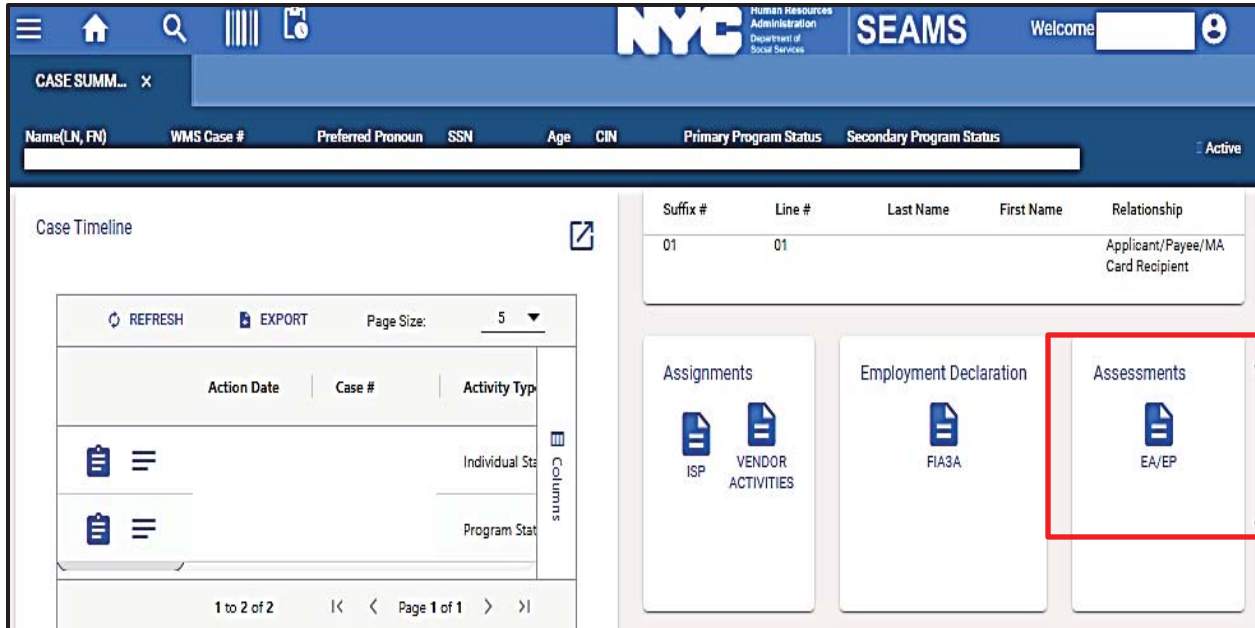 NYC
Human Resources
Administration
Department of
Social Services
SEAMS
Welcome
CASE SUMM... ×
Name(LN, FN) WMS Case # Preferred Pronoun SSN Age CIN Primary Program Status Secondary Program Status
Active
Case Timeline
REFRESH EXPORT Page Size: 5
Action Date Case # Activity Typ
Individual Sta
Program Stat
Columns
1 to 2 of 2 Page 1 of 1
Suffix # Line # Last Name First Name Relationship
01 01 Applicant/Payee/MA
Card Recipient
Assignments
ISP
VENDOR
ACTIVITIES
Employment Declaration
FIA3A
Assessments
EA/EP